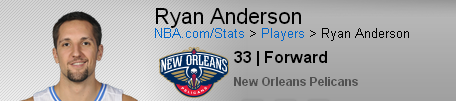 Ryan Anderson
NBA.com/Stats > Players > Ryan Anderson
NEW ORLEANS
PELICANS
33 | Forward
New Orleans Pelicans